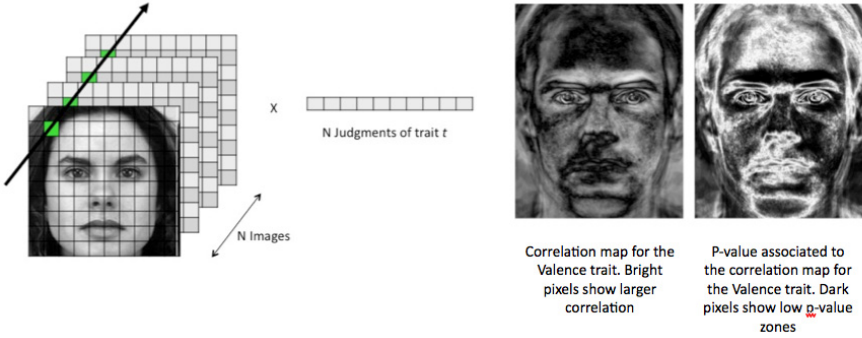 X
N Judgments of trait t
N Images
Correlation map for the
Valence trait. Bright
pixels show larger
correlation
P-value associated to
the correlation map for
the Valence trait. Dark
pixels show low p-value
zones